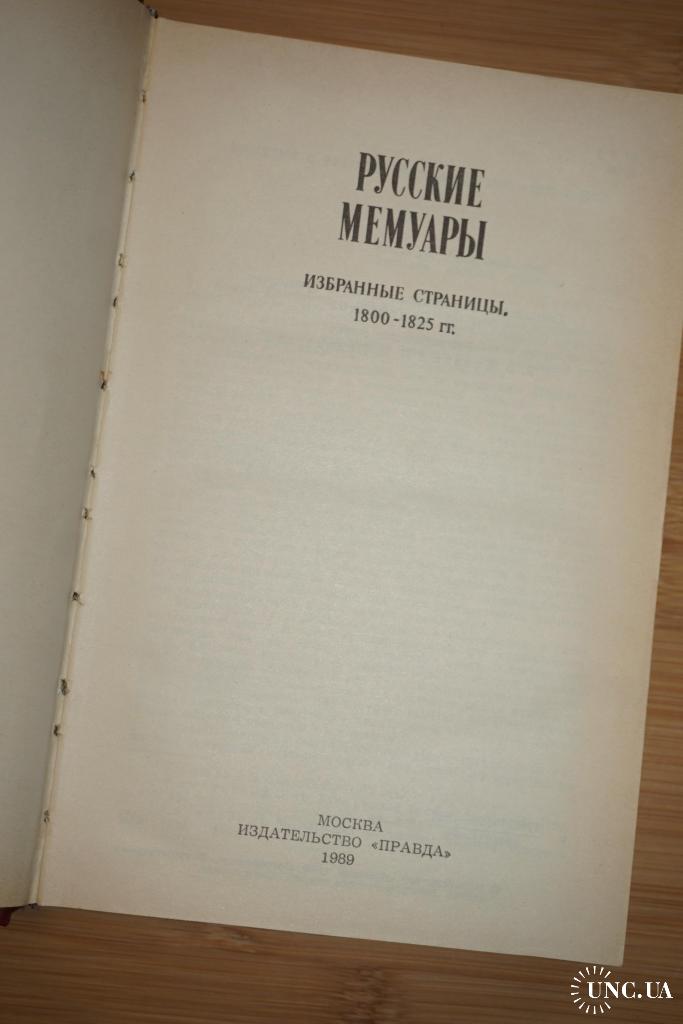 РУССКИЕ
МЕМУАРЫ
ИЗБРАННЫЕ СТРАНИЦЫ.
1800-1825 гг.
МОСКВА
ИЗДАТЕЛЬСТВО «ПРАВДА»
1989
UNC.UA